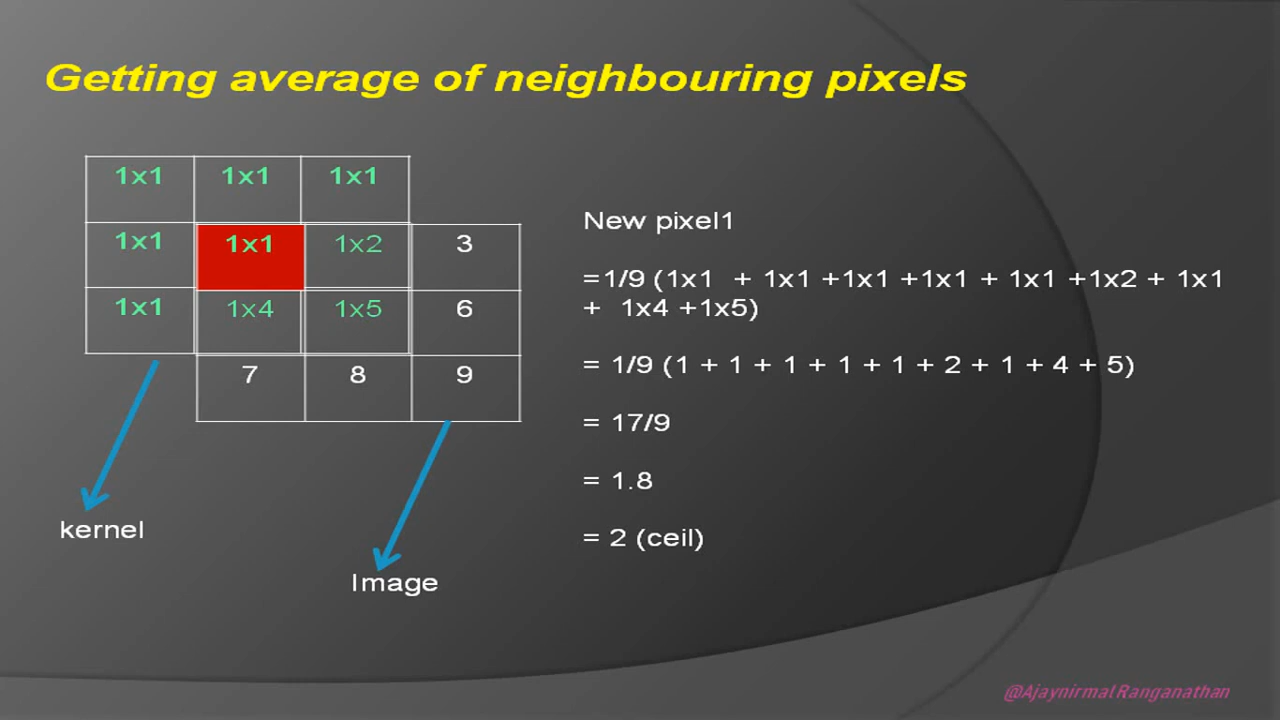 Getting average of neighbouring pixels
1x1 1x1 1x1
1x1 1x1 1x2 3
1x1 1x4 1x5 6
7 8 9
kernel
Image
New pixel1
=1/9 (1x1 + 1x1 +1x1 +1x1 + 1x1 +1x2 + 1x1
+ 1x4 +1x5)
= 1/9 (1 + 1 + 1 + 1 + 1 + 2 + 1 + 4 + 5)
= 17/9
= 1.8
= 2 (ceil)
@Ajaynirmal Ranganathan